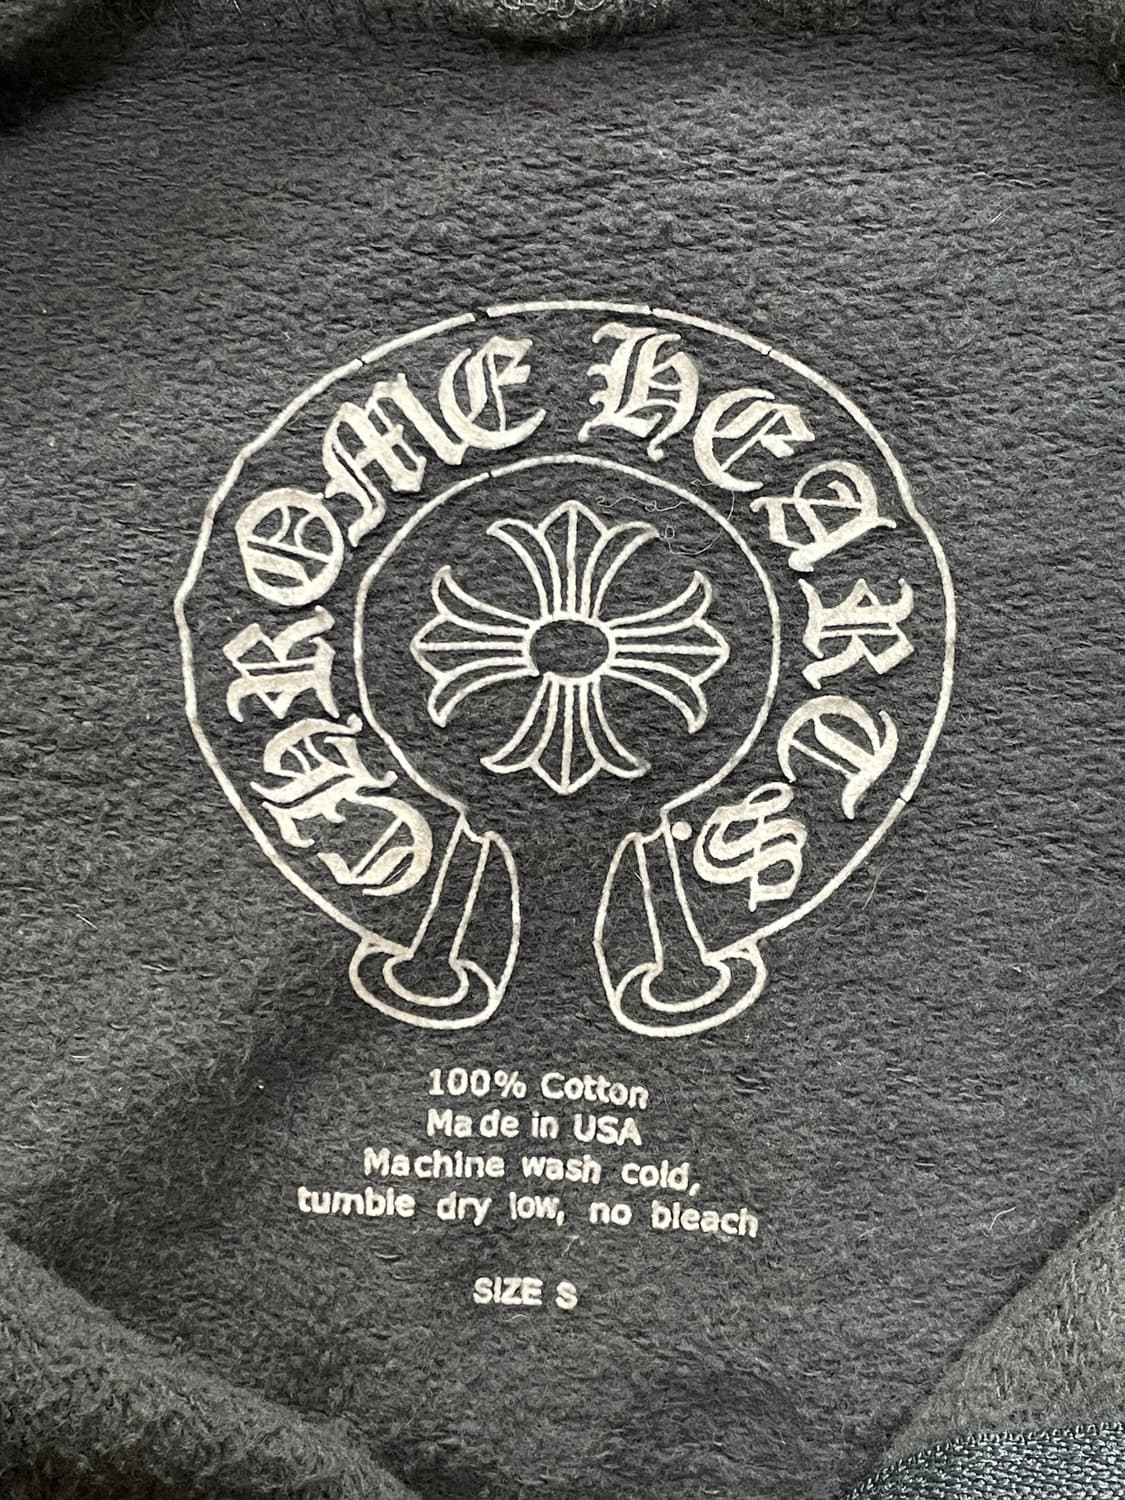 CHROME HEARTS
100% Cotton
Made in USA
Machine wash cold,
tumble dry low, no bleach
SIZE S